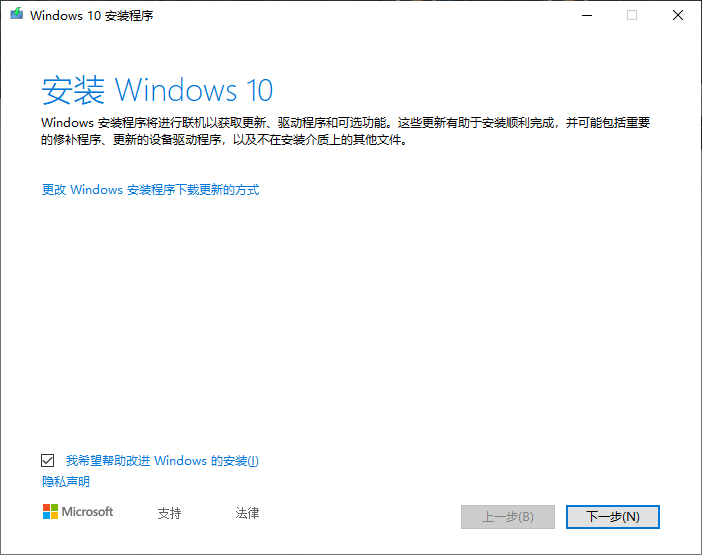 Windows 10 安装程序
安装 Windows 10
Windows 安装程序将进行联机以获取更新、驱动程序和可选功能。这些更新有助于安装顺利完成，并可能包括重要
的修补程序、更新的设备驱动程序，以及不在安装介质上的其他文件。
更改 Windows 安装程序下载更新的方式
我希望帮助改进 Windows 的安装(I)
隐私声明
Microsoft 支持 法律 上一步(B) 下一步(N)